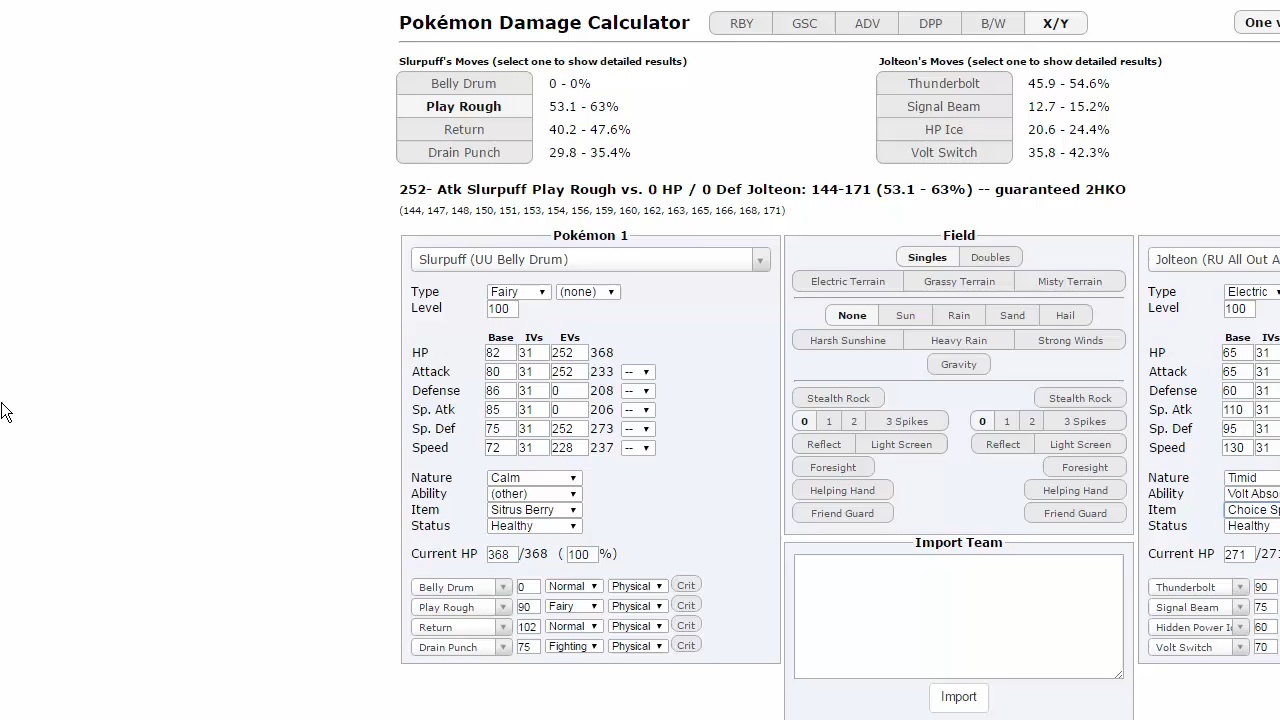 Pokémon Damage Calculator RBY GSC ADV DPP B/W X/Y One v
Slurpuff's Moves (select one to show detailed results) Jolteon's Moves (select one to show detailed results)
Belly Drum 0 - 0% Thunderbolt 45.9 - 54.6%
Play Rough 53.1 - 63% Signal Beam 12.7 - 15.2%
Return 40.2 - 47.6% HP Ice 20.6 - 24.4%
Drain Punch 29.8 - 35.4% Volt Switch 35.8 - 42.3%
252- Atk Slurpuff Play Rough vs. 0 HP / 0 Def Jolteon: 144-171 (53.1 - 63%) -- guaranteed 2HKO
(144, 147, 148, 150, 151, 153, 154, 156, 159, 160, 162, 163, 165, 166, 168, 171)
Pokémon 1
Slurpuff (UU Belly Drum)
Type Fairy (none)
Level 100
Base IVs EVs
HP 82 31 252 368
Attack 80 31 252 233 --
Defense 86 31 0 208 --
Sp. Atk 85 31 0 206 --
Sp. Def 75 31 252 273 --
Speed 72 31 228 237 --
Nature Calm
Ability (other)
Item Sitrus Berry
Status Healthy
Current HP 368 /368 ( 100 %)
Belly Drum 0 Normal Physical Crit
Play Rough 90 Fairy Physical Crit
Return 102 Normal Physical Crit
Drain Punch 75 Fighting Physical Crit
Field
Singles Doubles
Electric Terrain Grassy Terrain Misty Terrain
None Sun Rain Sand Hail
Harsh Sunshine Heavy Rain Strong Winds
Gravity
Stealth Rock Stealth Rock
0 1 2 3 Spikes 0 1 2 3 Spikes
Reflect Light Screen Reflect Light Screen
Foresight Foresight
Helping Hand Helping Hand
Friend Guard Friend Guard
Import Team
Import
Jolteon (RU All Out A
Type Electric
Level 100
Base IVs
HP 65 31
Attack 65 31
Defense 60 31
Sp. Atk 110 31
Sp. Def 95 31
Speed 130 31
Nature Timid
Ability Volt Abso
Item Choice Sp
Status Healthy
Current HP 271 /271
Thunderbolt 90
Signal Beam 75
Hidden Power I 60
Volt Switch 70